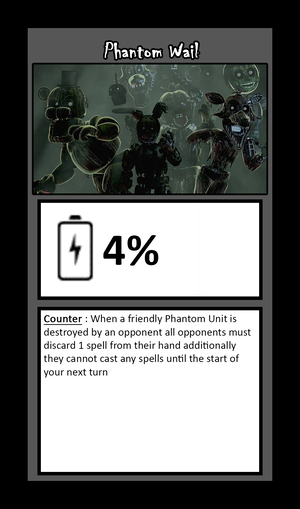 Phantom Wail
4%
Counter : When a friendly Phantom Unit is
destroyed by an opponent all opponents must
discard 1 spell from their hand additionally
they cannot cast any spells until the start of
your next turn